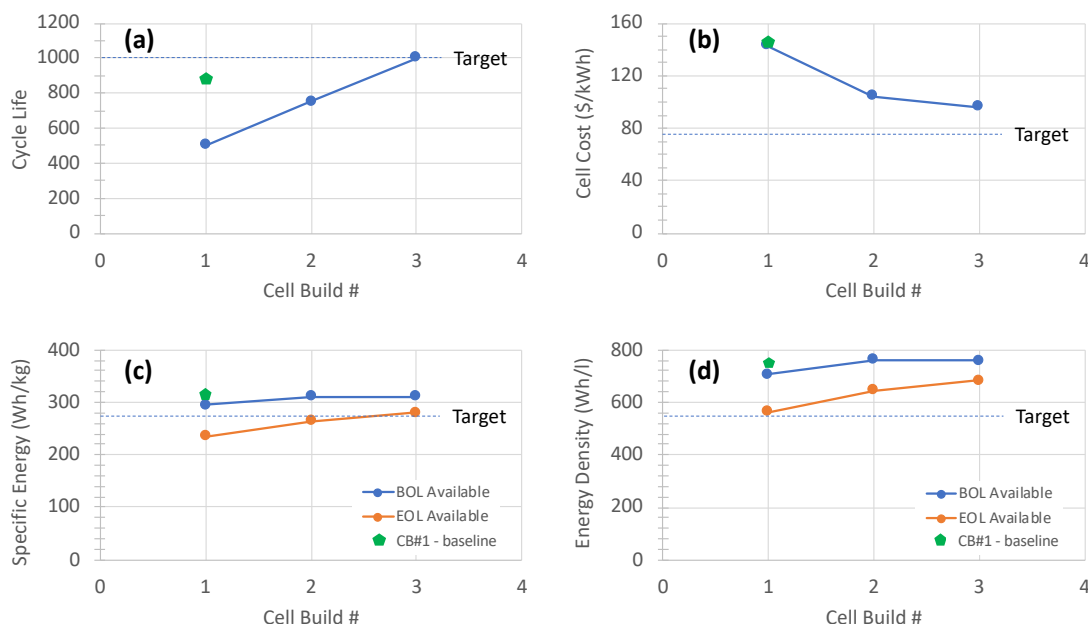 (a)
1200
1000
800
600
400
200
0
Cycle Life
Target
0 1 2 3 4
Cell Build #
(b)
160
120
80
40
0
Cell Cost ($/kWh)
Target
0 1 2 3 4
Cell Build #
(c)
400
300
200
100
0
Specific Energy (Wh/kg)
Target
BOL Available
EOL Available
CB#1 - baseline
0 1 2 3 4
Cell Build #
(d)
800
600
400
200
0
Energy Density (Wh/l)
Target
BOL Available
EOL Available
CB#1 - baseline
0 1 2 3 4
Cell Build #